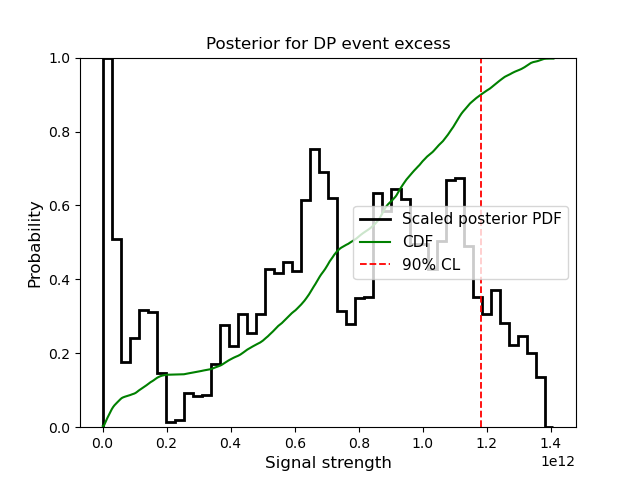 Posterior for DP event excess
1.0
0.8
0.6
0.4
0.2
0.0
Probability
Scaled posterior PDF
CDF
90% CL
0.0 0.2 0.4 0.6 0.8 1.0 1.2 1.4
1e12
Signal strength